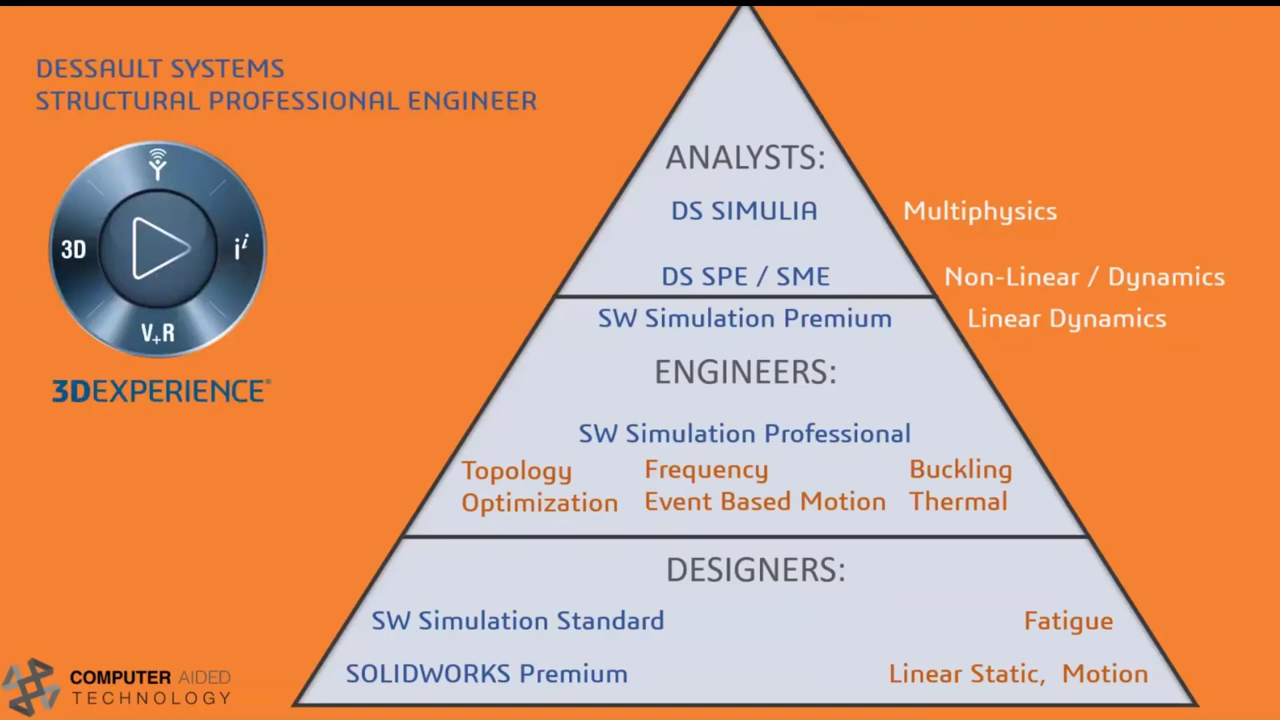 DESSAULT SYSTEMS
STRUCTURAL PROFESSIONAL ENGINEER
3D
iⁱ
V+R
3DEXPERIENCE®
ANALYSTS:
DS SIMULIA Multiphysics
DS SPE / SME Non-Linear / Dynamics
SW Simulation Premium Linear Dynamics
ENGINEERS:
SW Simulation Professional
Topology Frequency Buckling
Optimization Event Based Motion Thermal
DESIGNERS:
SW Simulation Standard Fatigue
SOLIDWORKS Premium Linear Static, Motion
COMPUTER AIDED
TECHNOLOGY